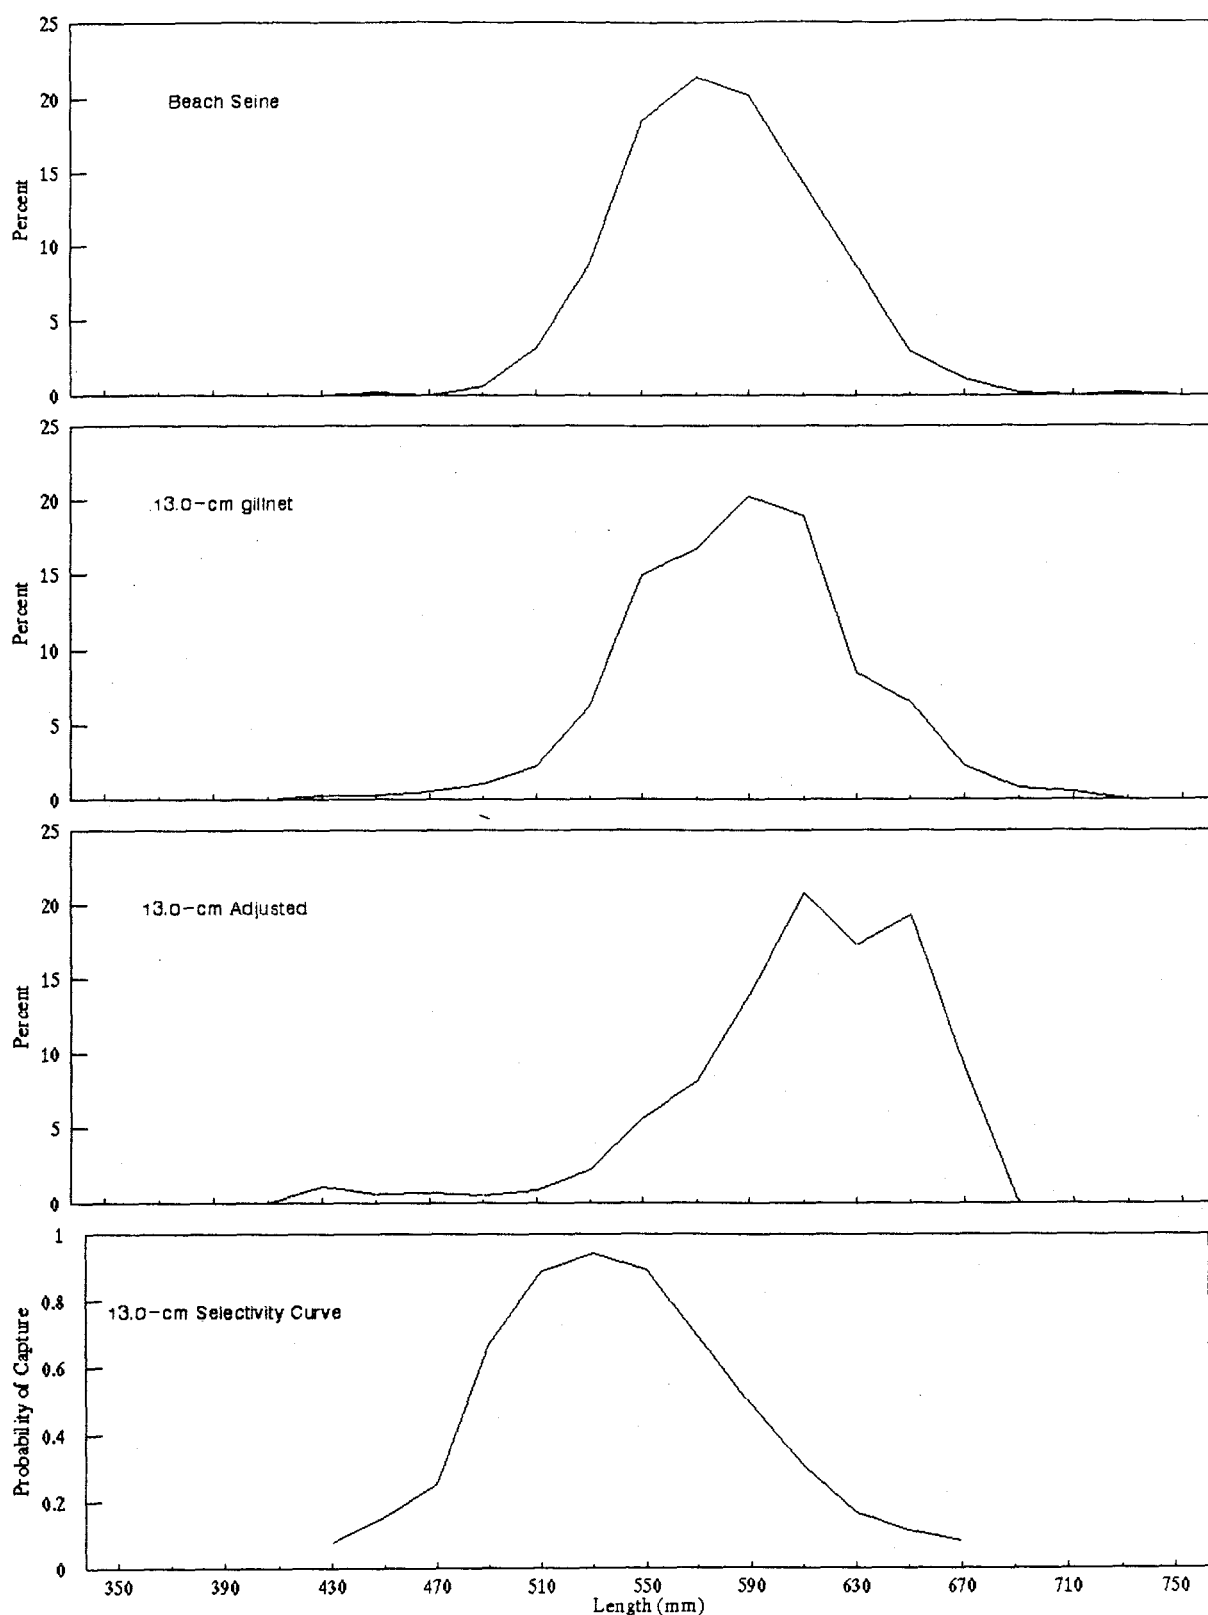 25
20
Beach Seine
15
Percent
10
5
0
25
20
13.0-cm gillnet
15
Percent
10
5
0
25
20
13.0-cm Adjusted
15
Percent
10
5
0
1
0.8
13.0-cm Selectivity Curve
0.6
Probability of Capture
0.4
0.2
0
350 390 430 470 510 550 590 630 670 710 750
Length (mm)